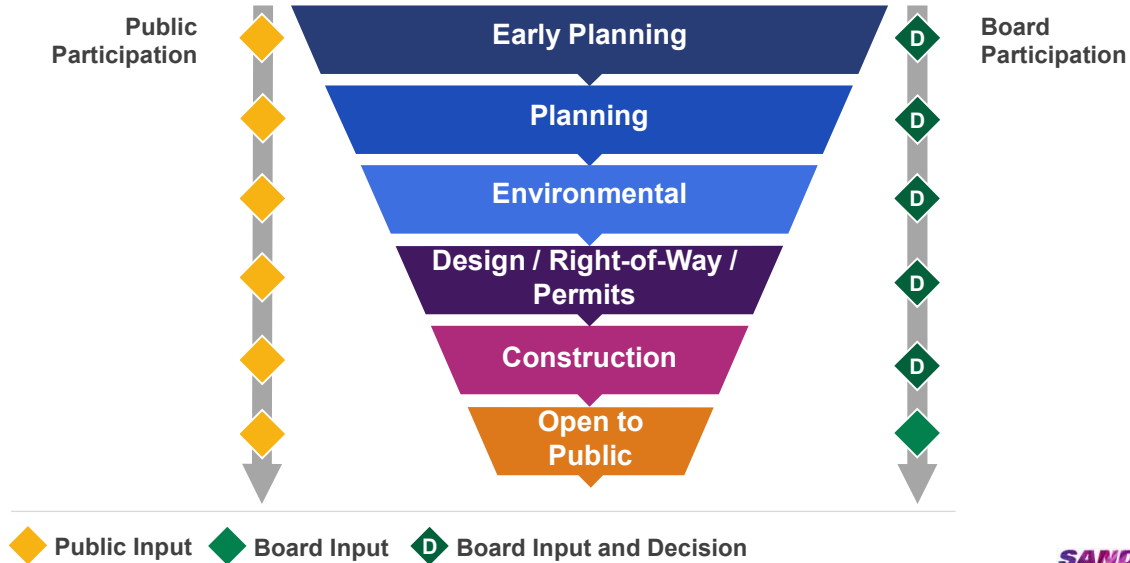 Public
Participation
Early Planning
D
Board
Participation
Planning
D
Environmental
D
Design / Right-of-Way /
Permits
D
Construction
D
Open to
Public
Public Input
Board Input
D
Board Input and Decision